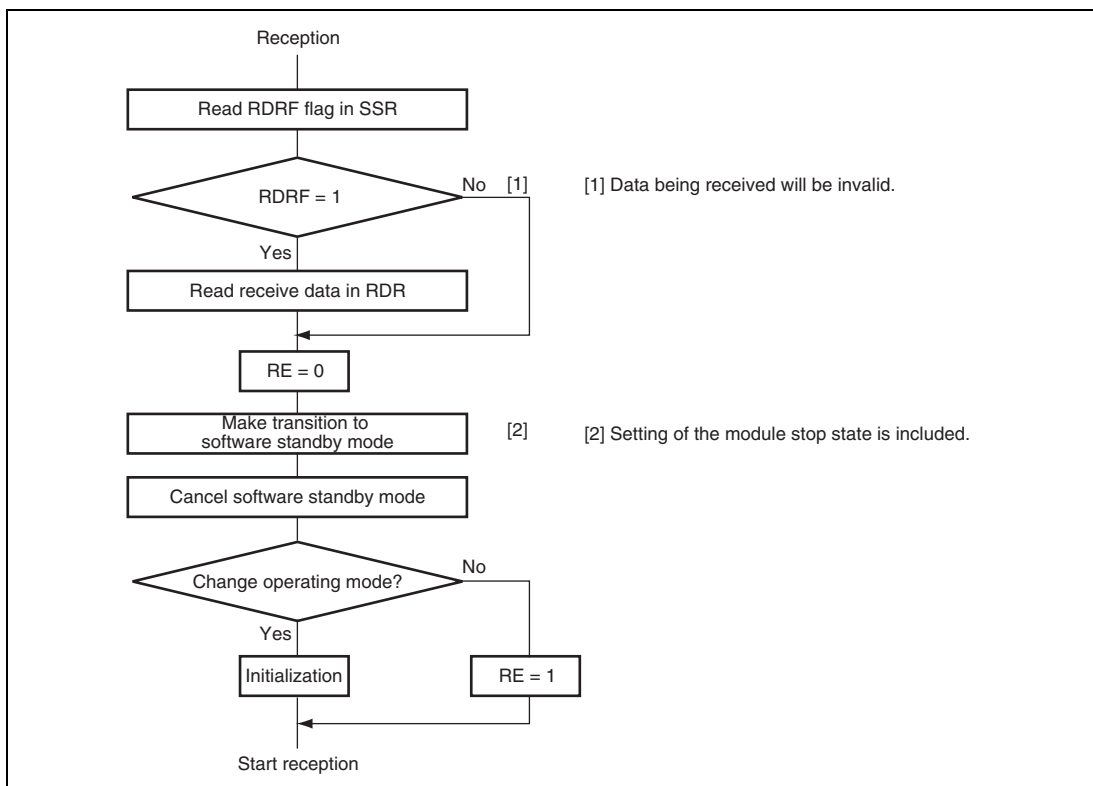 Reception
Read RDRF flag in SSR
RDRF = 1
No [1]
[1] Data being received will be invalid.
Yes
Read receive data in RDR
RE = 0
Make transition to
software standby mode
[2]
[2] Setting of the module stop state is included.
Cancel software standby mode
Change operating mode?
No
Yes
Initialization
RE = 1
Start reception